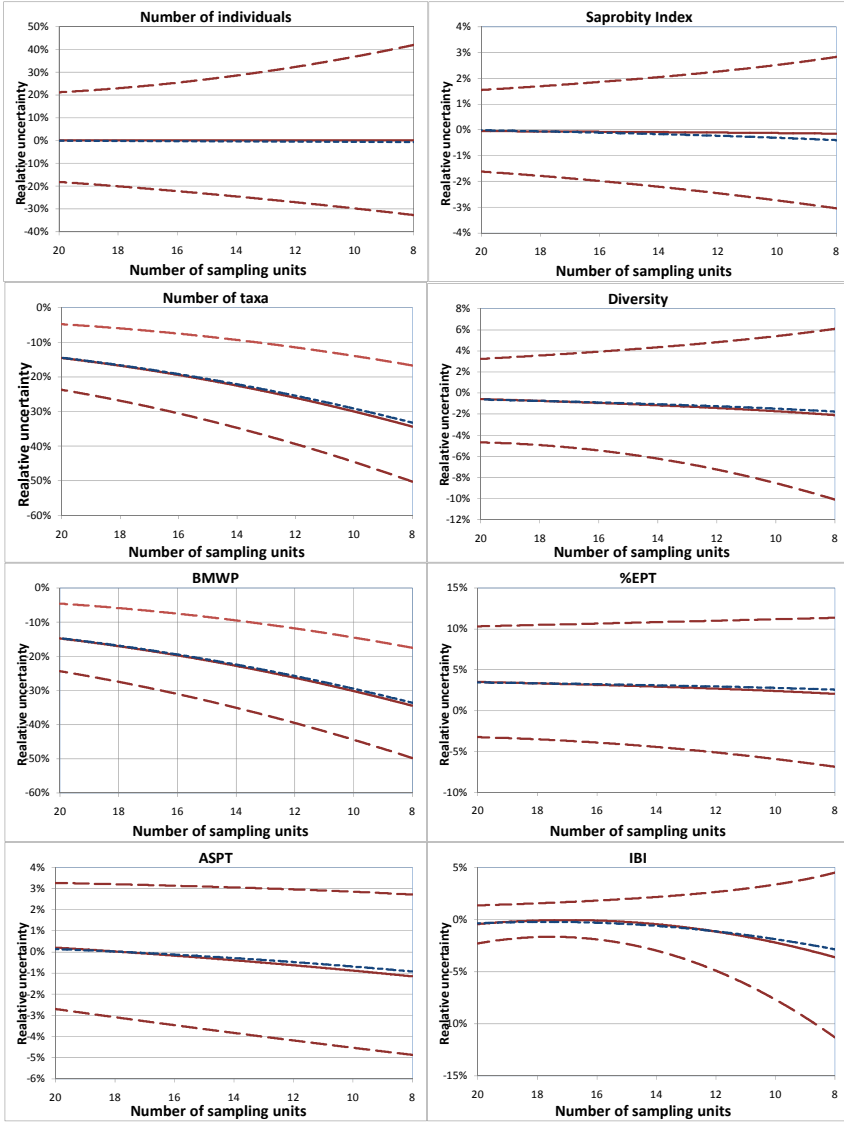 Number of individuals
50%
40%
30%
20%
10%
0%
-10%
-20%
-30%
-40%
Realative uncertainty
20 18 16 14 12 10 8
Number of sampling units
Saprobity Index
4%
3%
2%
1%
0%
-1%
-2%
-3%
-4%
Realative uncertainty
20 18 16 14 12 10 8
Number of sampling units
Number of taxa
0%
-10%
-20%
-30%
-40%
-50%
-60%
Realative uncertainty
20 18 16 14 12 10 8
Number of sampling units
Diversity
8%
6%
4%
2%
0%
-2%
-4%
-6%
-8%
-10%
-12%
Realative uncertainty
20 18 16 14 12 10 8
Number of sampling units
BMWP
0%
-10%
-20%
-30%
-40%
-50%
-60%
Realative uncertainty
20 18 16 14 12 10 8
Number of sampling units
%EPT
15%
10%
5%
0%
-5%
-10%
Realative uncertainty
20 18 16 14 12 10 8
Number of sampling units
ASPT
4%
3%
2%
1%
0%
-1%
-2%
-3%
-4%
-5%
-6%
Realative uncertainty
20 18 16 14 12 10 8
Number of sampling units
IBI
5%
0%
-5%
-10%
-15%
Realative uncertainty
20 18 16 14 12 10 8
Number of sampling units